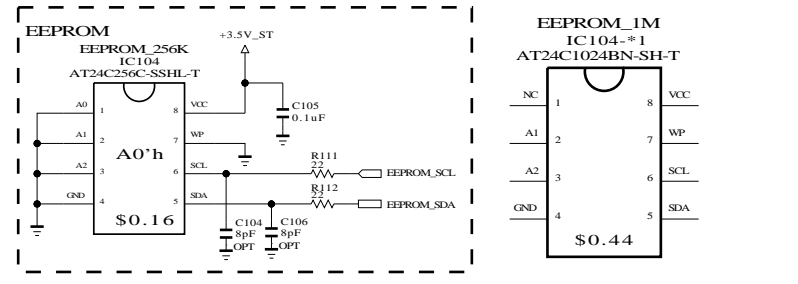 EEPROM
+3.5V_ST
EEPROM_256K
IC104
AT24C256C-SSHL-T
A0 1 8 VCC
A1 2 7 WP
A2 3 6 SCL
GND 4 5 SDA
A0'h
$0.16
C105
0.1uF
R111
22
EEPROM_SCL
R112
22
EEPROM_SDA
C104
8pF
OPT
C106
8pF
OPT
EEPROM_1M
IC104-*1
AT24C1024BN-SH-T
NC 1 8 VCC
A1 2 7 WP
A2 3 6 SCL
GND 4 5 SDA
$0.44